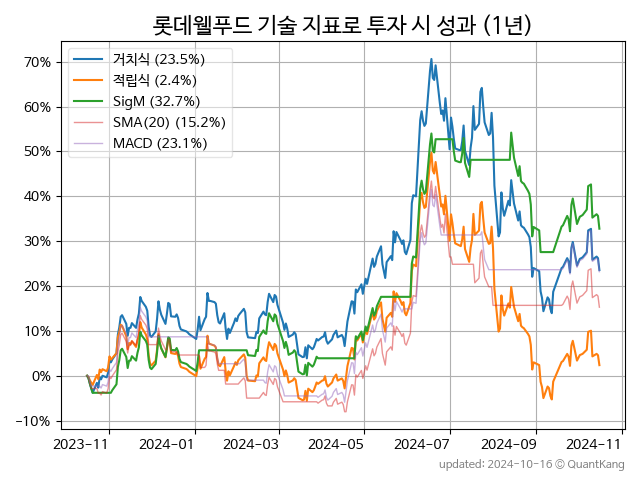 롯데웰푸드 기술 지표로 투자 시 성과 (1년)
거치식 (23.5%)
적립식 (2.4%)
SigM (32.7%)
SMA(20) (15.2%)
MACD (23.1%)
70%
60%
50%
40%
30%
20%
10%
0%
−10%
2023-11 2024-01 2024-03 2024-05 2024-07 2024-09 2024-11
updated: 2024-10-16 © QuantKang